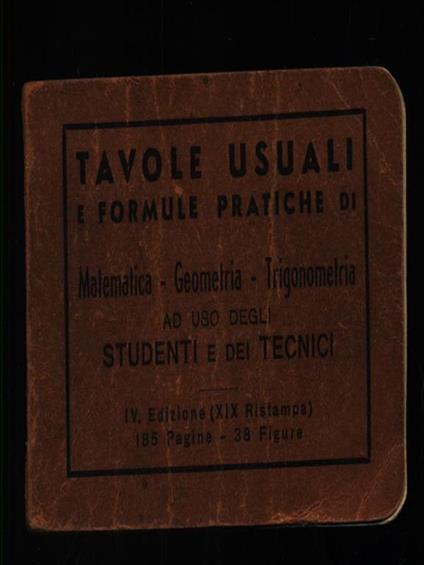 TAVOLE USUALI
E FORMULE PRATICHE DI
Matematica - Geometria - Trigonometria
AD USO DEGLI
STUDENTI E DEI TECNICI
IV. Edizione (XIX Ristampa)
185 Pagine - 38 Figure